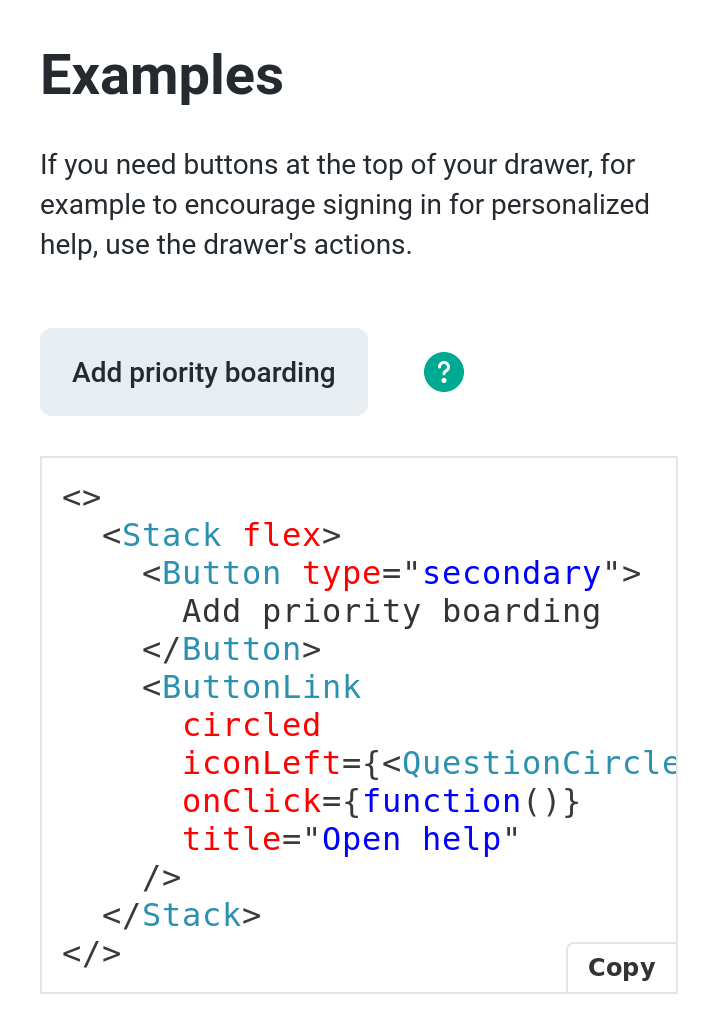 Examples
If you need buttons at the top of your drawer, for
example to encourage signing in for personalized
help, use the drawer's actions.
Add priority boarding
?
<>
  <Stack flex>
    <Button type="secondary">
      Add priority boarding
    </Button>
    <ButtonLink
      circled
      iconLeft={<QuestionCircle
      onClick={function()}
      title="Open help"
    />
  </Stack>
</>
Copy